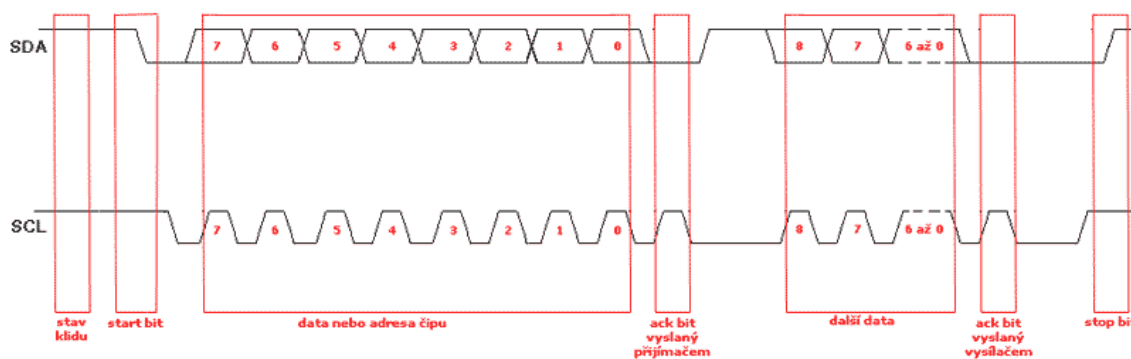 SDA
7 6 5 4 3 2 1 0 8 7 6 až 0
SCL
7 6 5 4 3 2 1 0 8 7 6 až 0
stav
klidu
start bit
data nebo adresa čipu
ack bit
vyslaný
přijímačem
další data
ack bit
vyslaný
vysílačem
stop bit